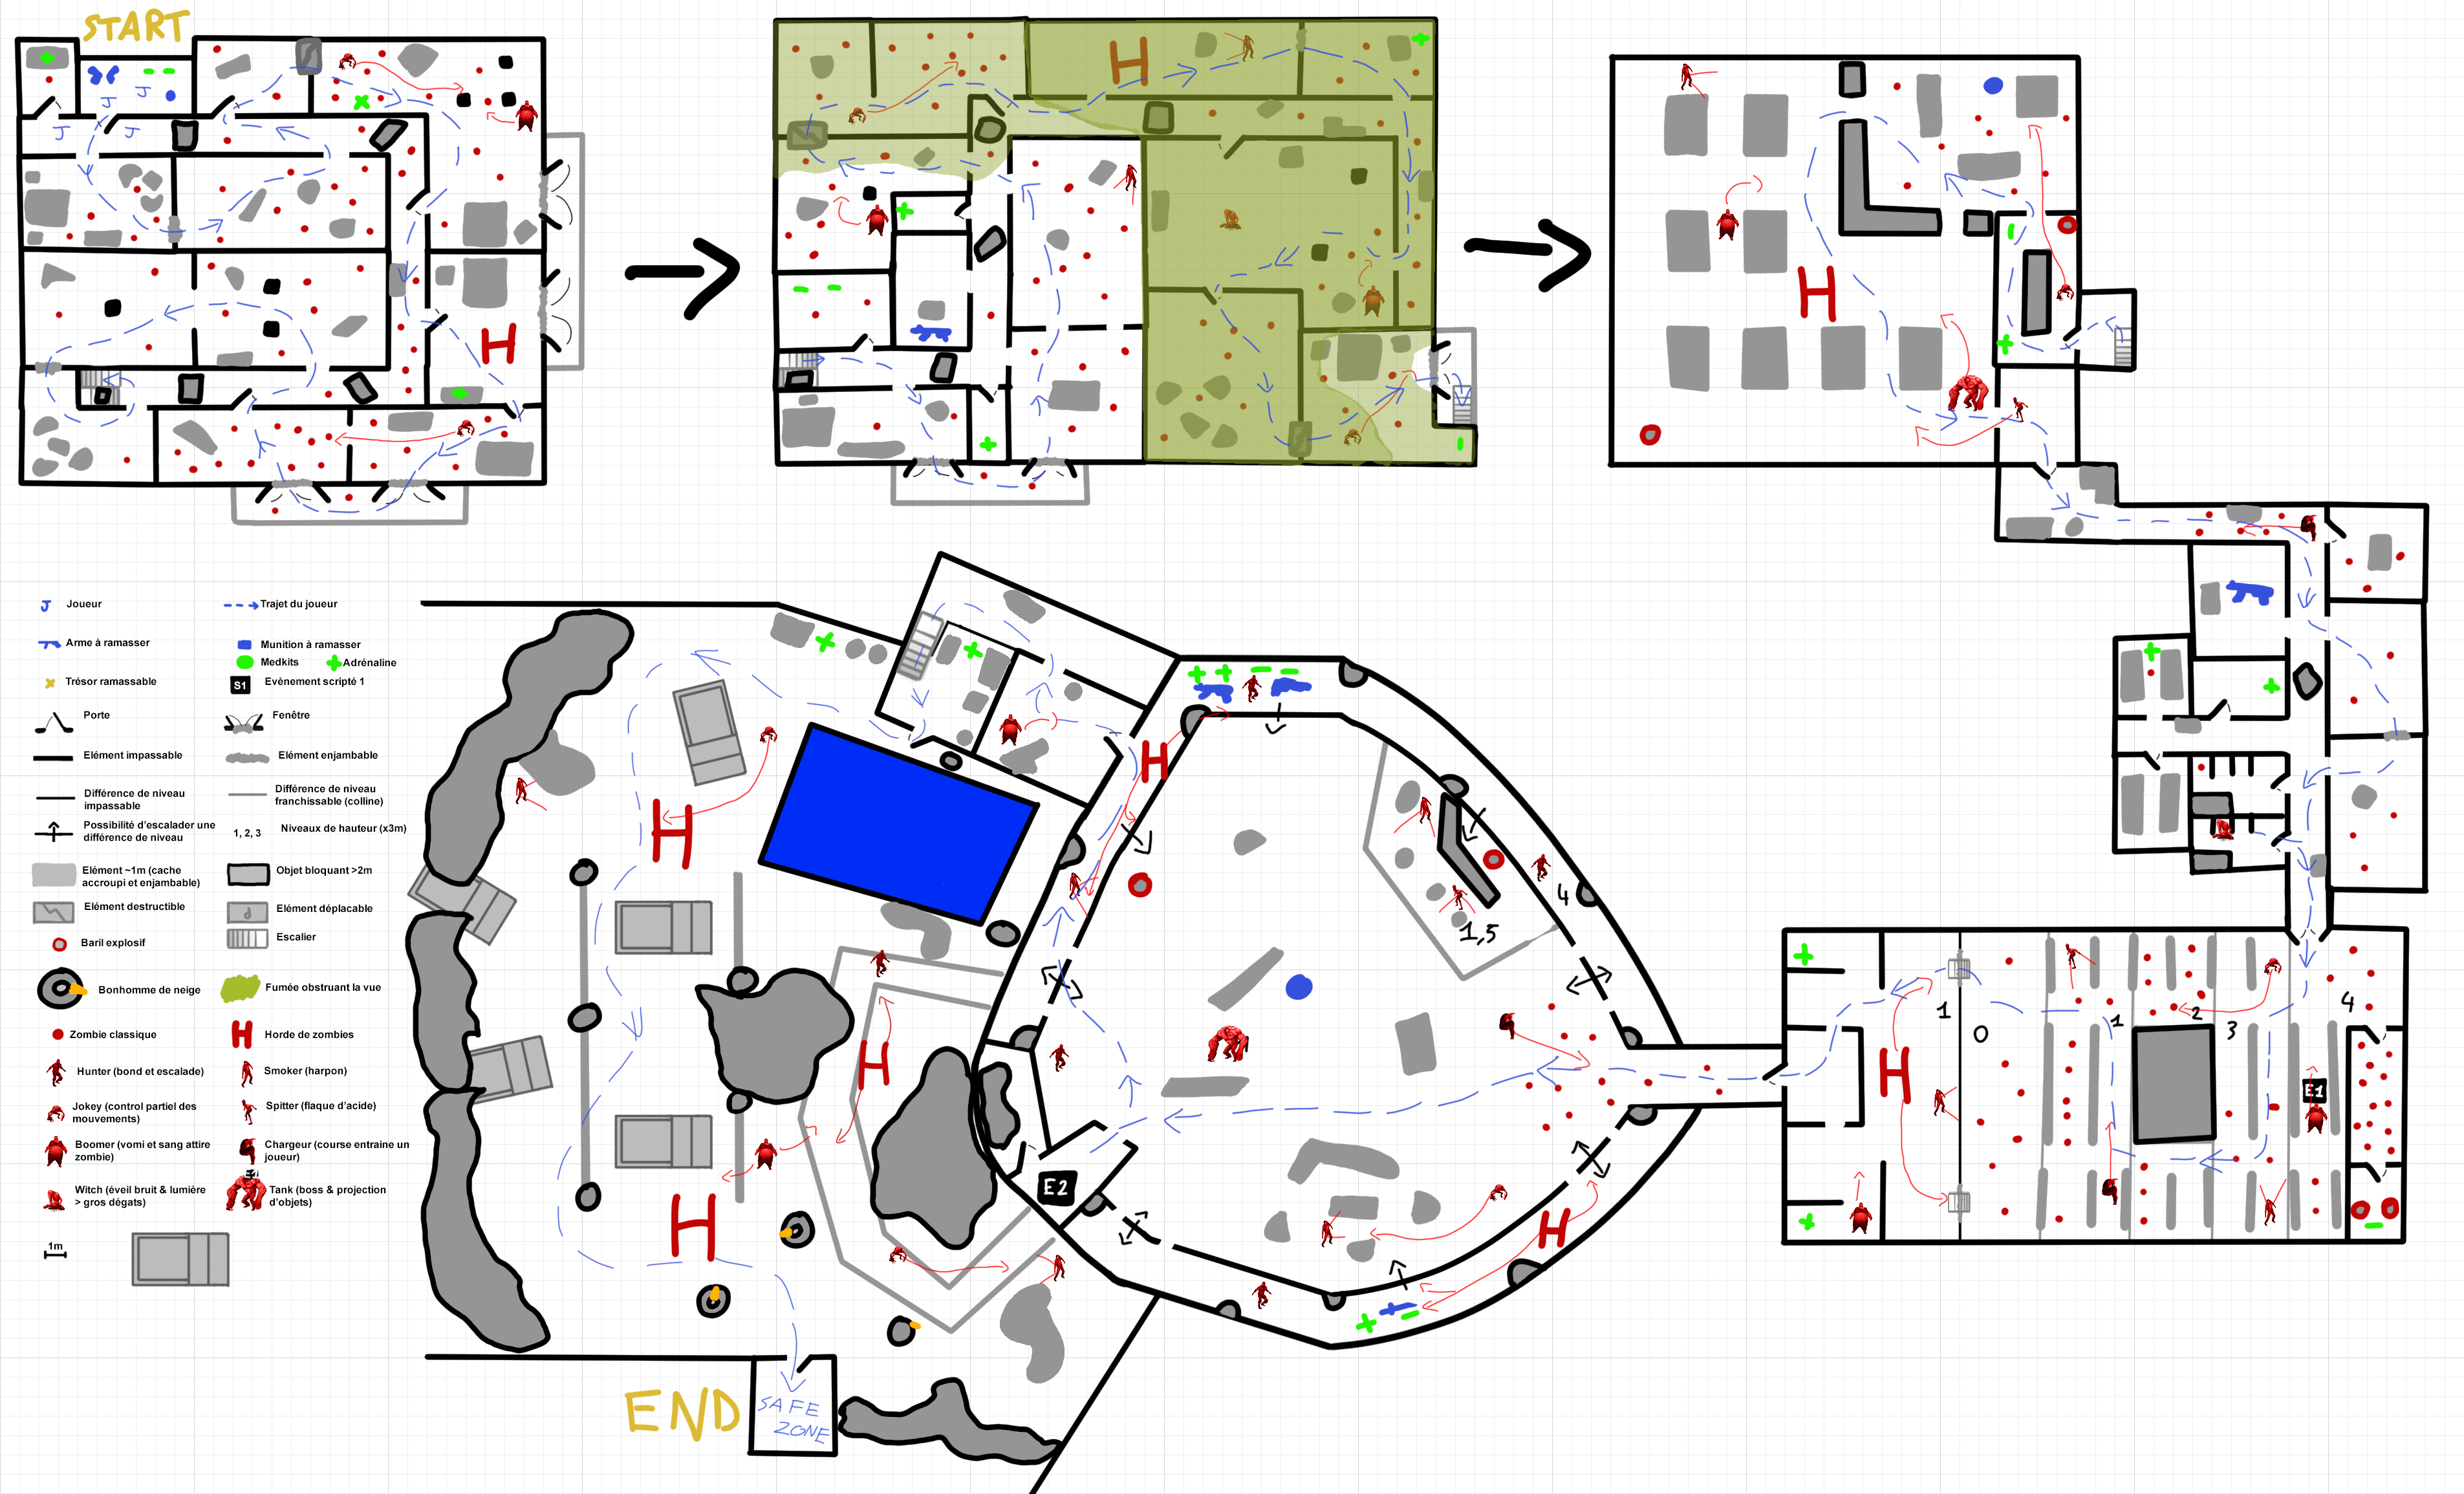 START
J
J
J
J
H
H
H
Joueur
J
Trajet du joueur
Arme à ramasser
Munition à ramasser
Medkits
Adrénaline
Trésor ramassable
S1
Evènement scripté 1
Porte
Fenêtre
Elément impassable
Elément enjambable
Différence de niveau
impassable
Différence de niveau
franchissable (colline)
Possibilité d'escalader une
différence de niveau
1, 2, 3
Niveaux de hauteur (x3m)
Elément ~1m (cache
accroupi et enjambable)
Objet bloquant >2m
Elément destructible
d
Elément déplacable
Baril explosif
Escalier
Bonhomme de neige
Fumée obstruant la vue
Zombie classique
H
Horde de zombies
Hunter (bond et escalade)
Smoker (harpon)
Jokey (control partiel des
mouvements)
Spitter (flaque d'acide)
Boomer (vomi et sang attire
zombie)
Chargeur (course entraine un
joueur)
Witch (éveil bruit & lumière
> gros dégats)
Tank (boss & projection
d'objets)
1m
H
H
H
H
H
4
1,5
E2
1
0
1
2
3
4
H
E1
H
END
SAFE
ZONE